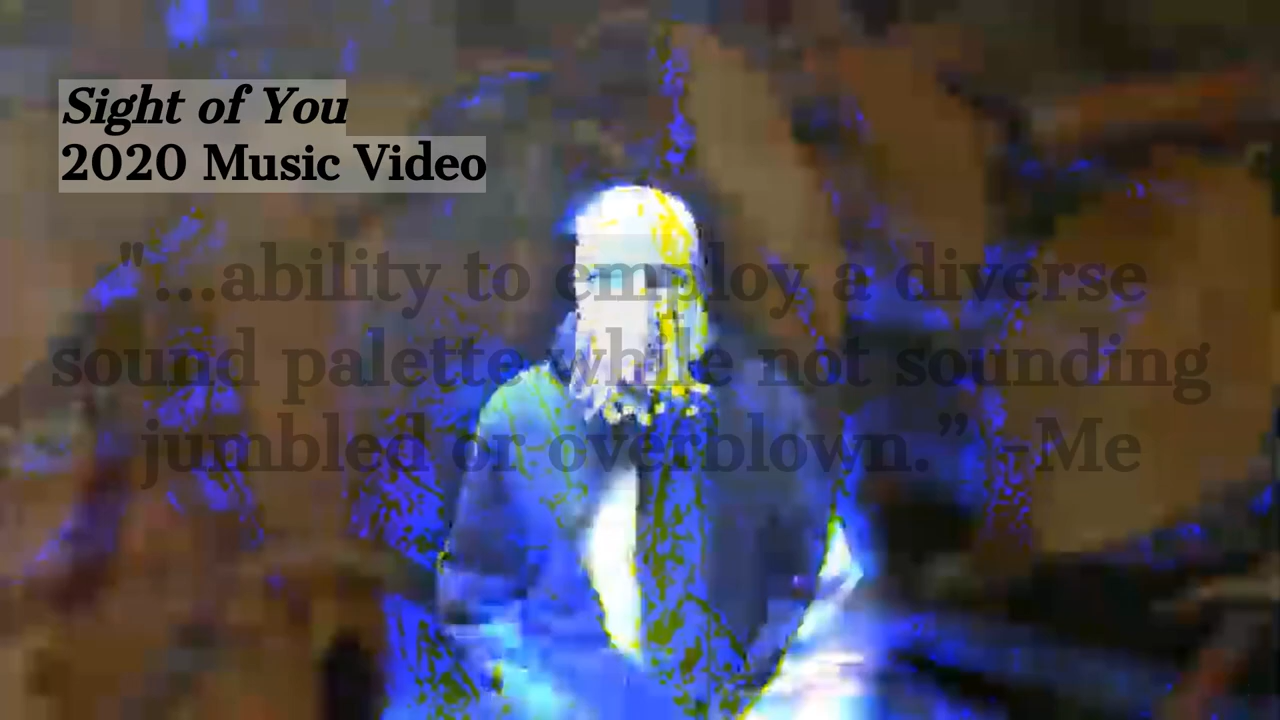 Sight of You
2020 Music Video
"...ability to employ a diverse
sound palette while not sounding
jumbled or overblown.” -Me